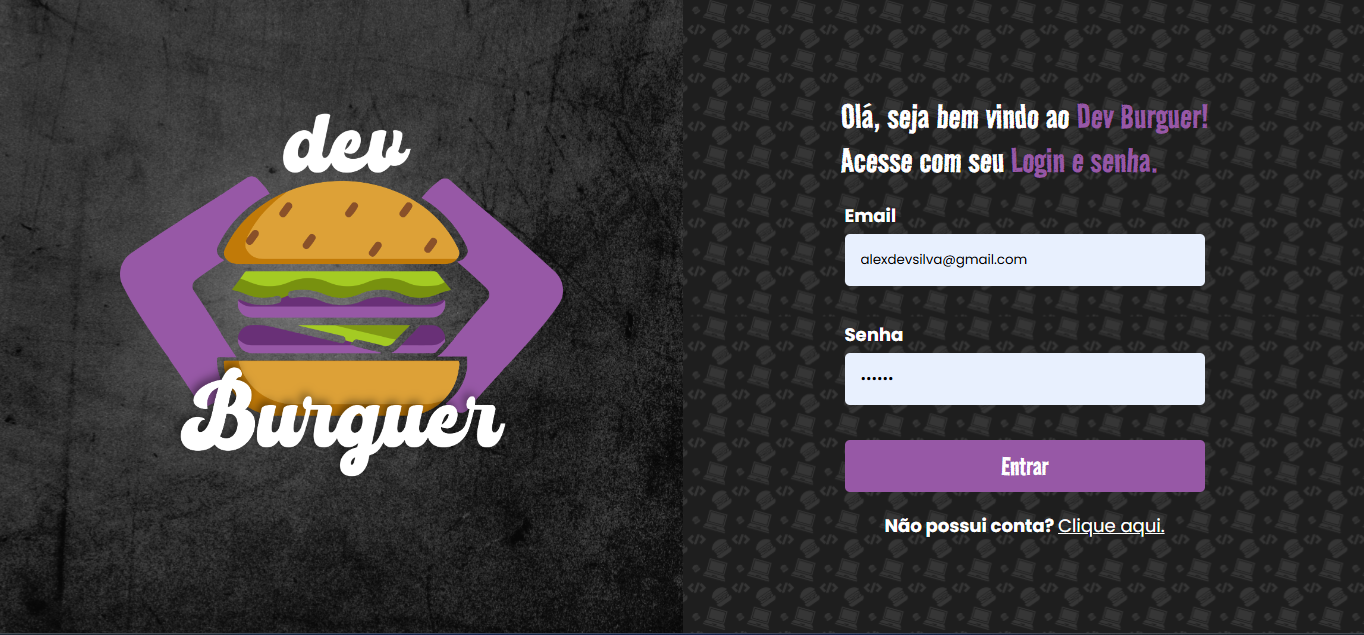 dev
Burguer
Olá, seja bem vindo ao Dev Burguer!
Acesse com seu Login e senha.
Email
alexdevsilva@gmail.com
Senha
••••••
Entrar
Não possui conta? Clique aqui.